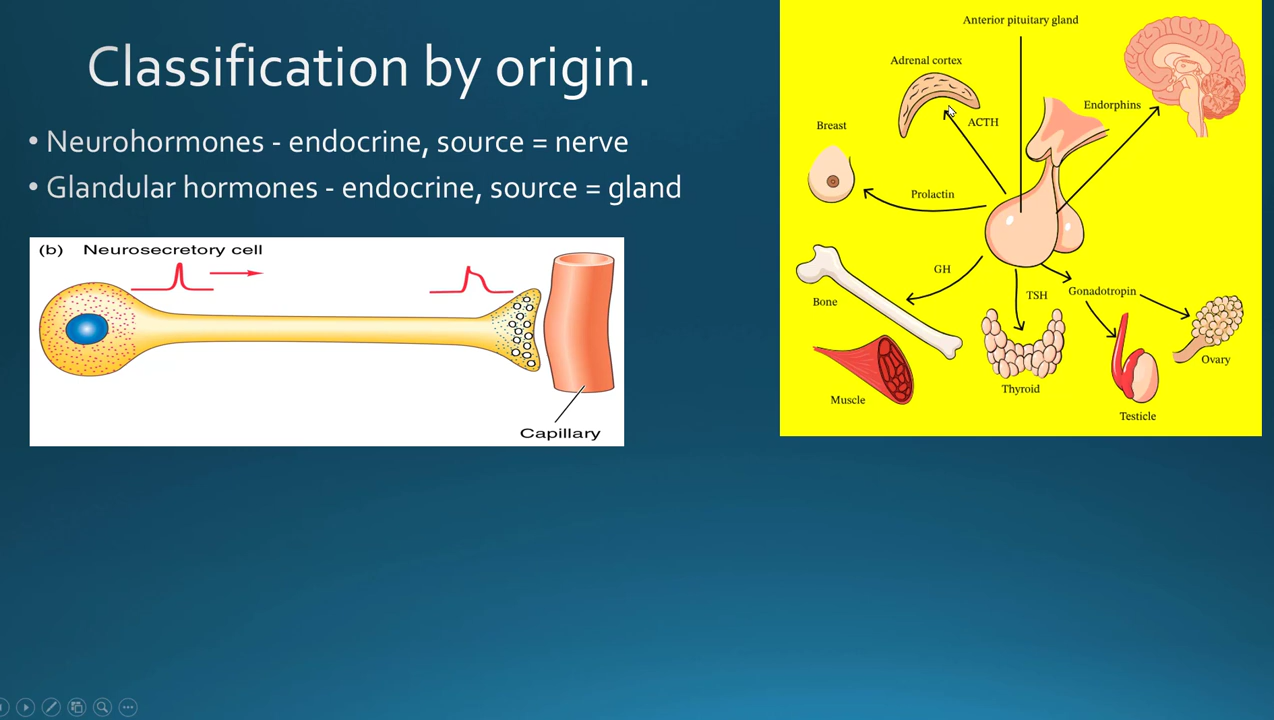 Classification by origin.
• Neurohormones - endocrine, source = nerve
• Glandular hormones - endocrine, source = gland
(b) Neurosecretory cell
Capillary
Anterior pituitary gland
Adrenal cortex
ACTH
Endorphins
Breast
Prolactin
GH
Bone
TSH
Gonadotropin
Muscle
Thyroid
Ovary
Testicle